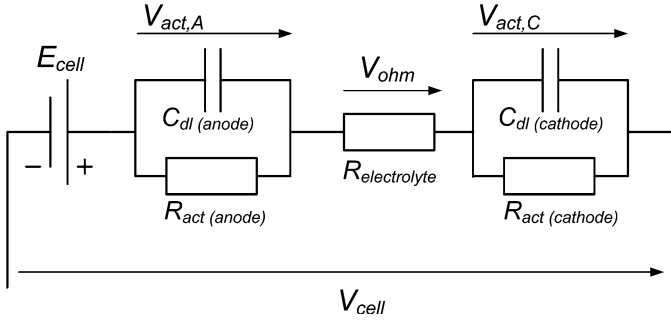 V_act,A
V_act,C
E_cell
V_ohm
C_dl (anode)
C_dl (cathode)
− +
R_electrolyte
R_act (anode)
R_act (cathode)
V_cell